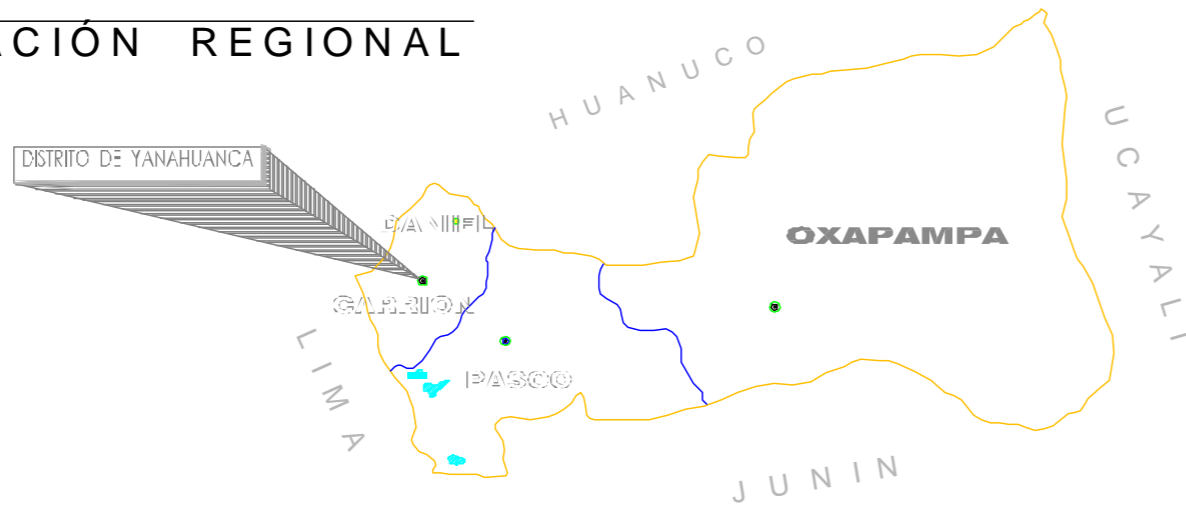 ACIÓN REGIONAL
HUANUCO
UCAYALI
DISTRITO DE YANAHUANCA
DANIEL
OXAPAMPA
CARRION
LIMA
PASCO
JUNIN